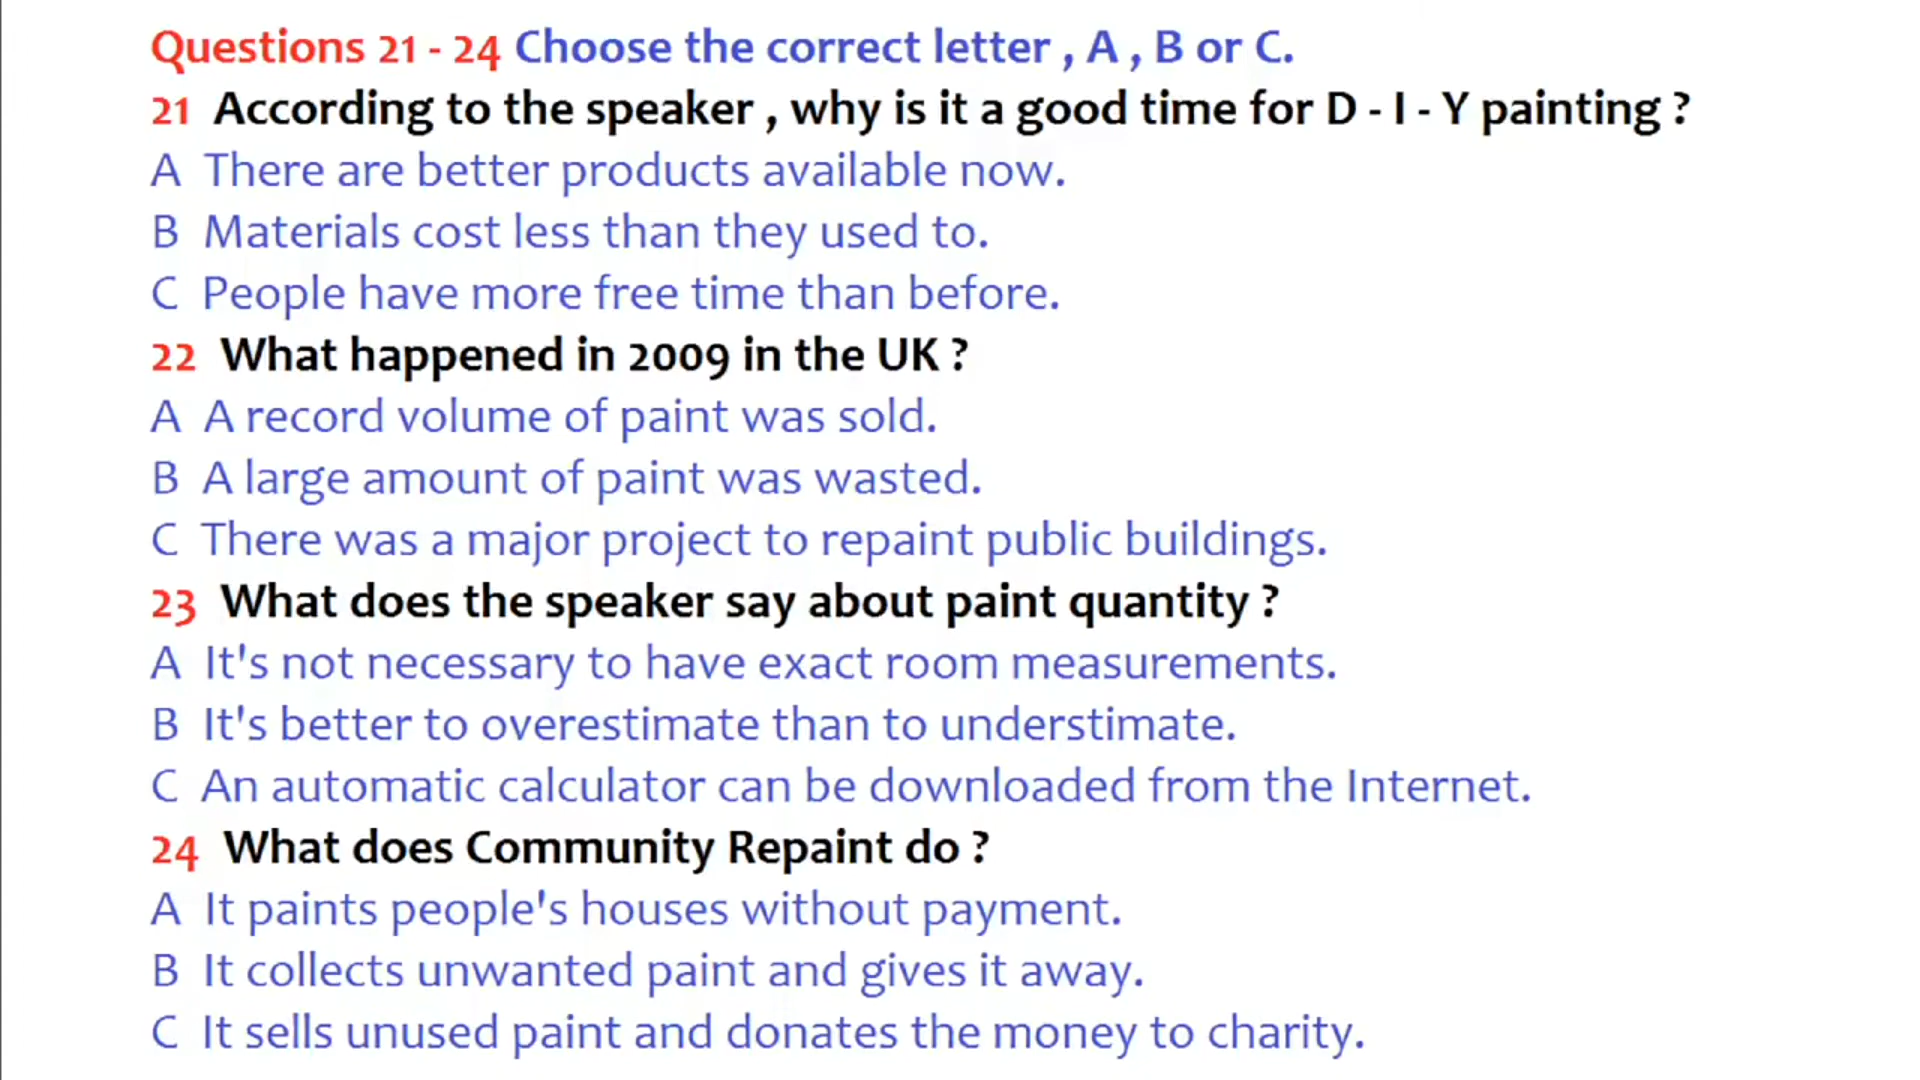 Questions 21 - 24 Choose the correct letter , A , B or C.
21 According to the speaker , why is it a good time for D - I - Y painting ?
A There are better products available now.
B Materials cost less than they used to.
C People have more free time than before.
22 What happened in 2009 in the UK ?
A A record volume of paint was sold.
B A large amount of paint was wasted.
C There was a major project to repaint public buildings.
23 What does the speaker say about paint quantity ?
A It's not necessary to have exact room measurements.
B It's better to overestimate than to understimate.
C An automatic calculator can be downloaded from the Internet.
24 What does Community Repaint do ?
A It paints people's houses without payment.
B It collects unwanted paint and gives it away.
C It sells unused paint and donates the money to charity.